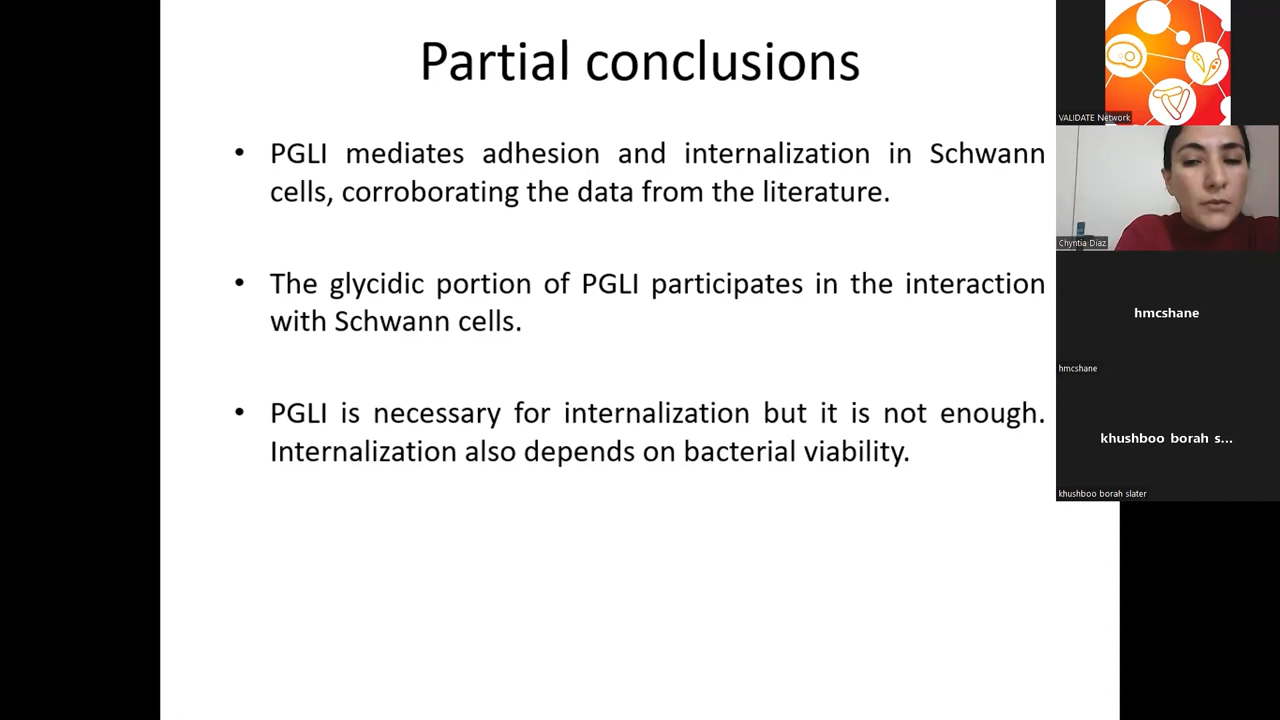 Partial conclusions
• PGLI mediates adhesion and internalization in Schwann
cells, corroborating the data from the literature.
• The glycidic portion of PGLI participates in the interaction
with Schwann cells.
• PGLI is necessary for internalization but it is not enough.
Internalization also depends on bacterial viability.
VALIDATE Network
Chyntia Díaz
hmcshane
hmcshane
khushboo borah s...
khushboo borah slater